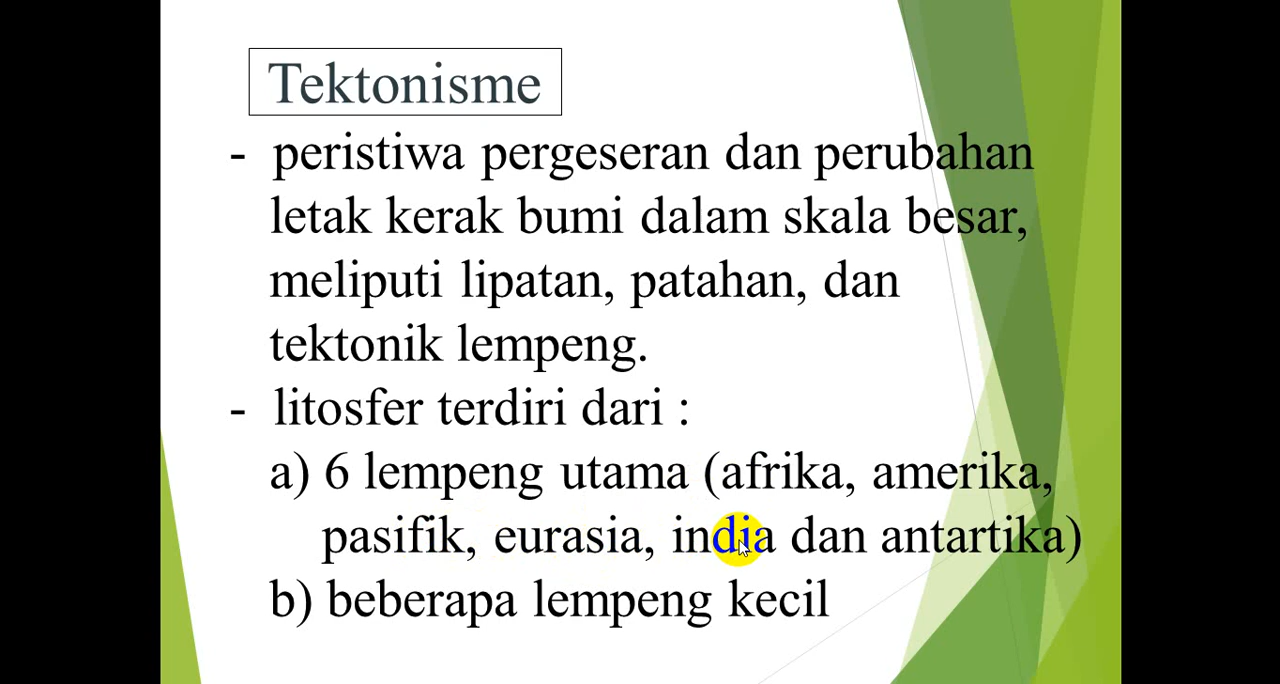 Tektonisme
- peristiwa pergeseran dan perubahan
letak kerak bumi dalam skala besar,
meliputi lipatan, patahan, dan
tektonik lempeng.
- litosfer terdiri dari :
a) 6 lempeng utama (afrika, amerika,
pasifik, eurasia, india dan antartika)
b) beberapa lempeng kecil